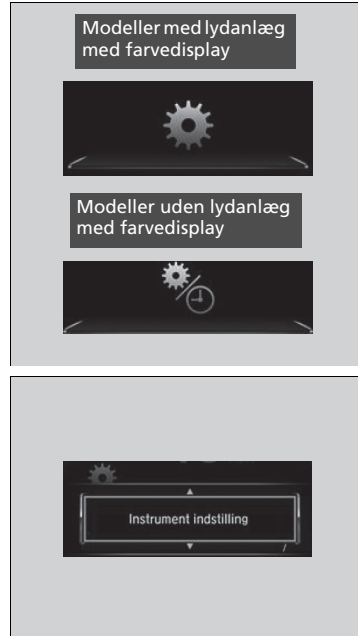 Modeller med lydanlæg
med farvedisplay
Modeller uden lydanlæg
med farvedisplay
Instrument indstilling